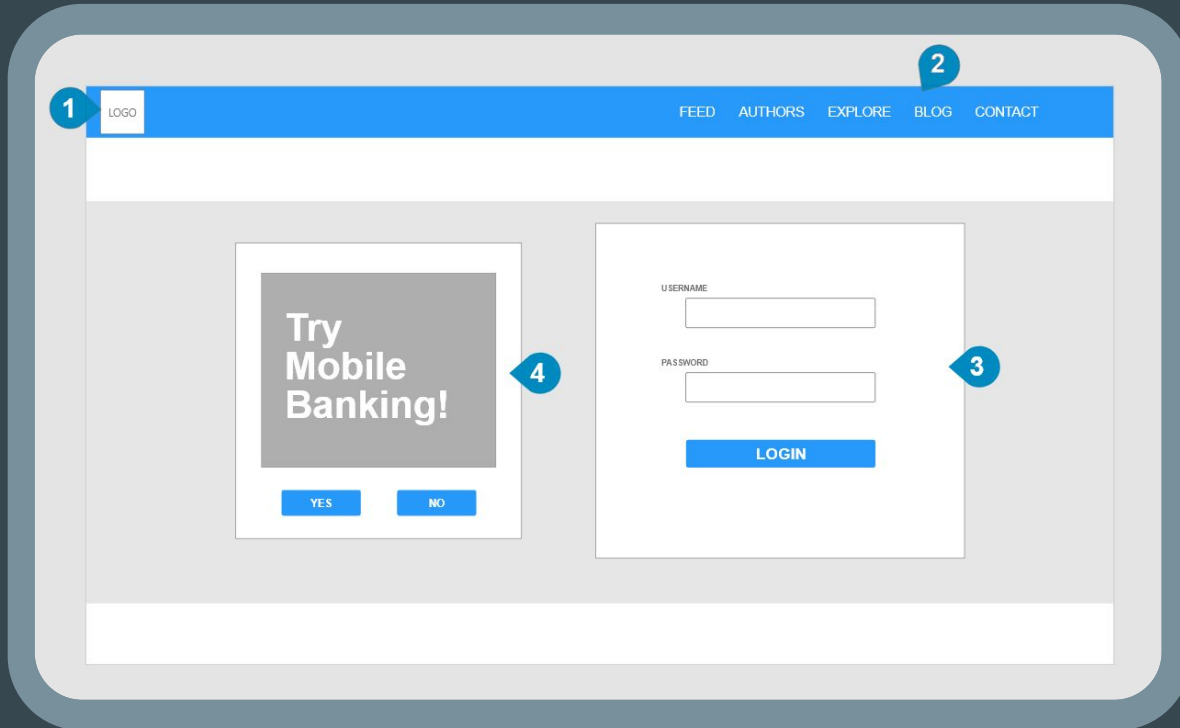 2
1
LOGO
FEED AUTHORS EXPLORE BLOG CONTACT
Try
Mobile
Banking!
4
YES NO
USERNAME
PASSWORD
3
LOGIN